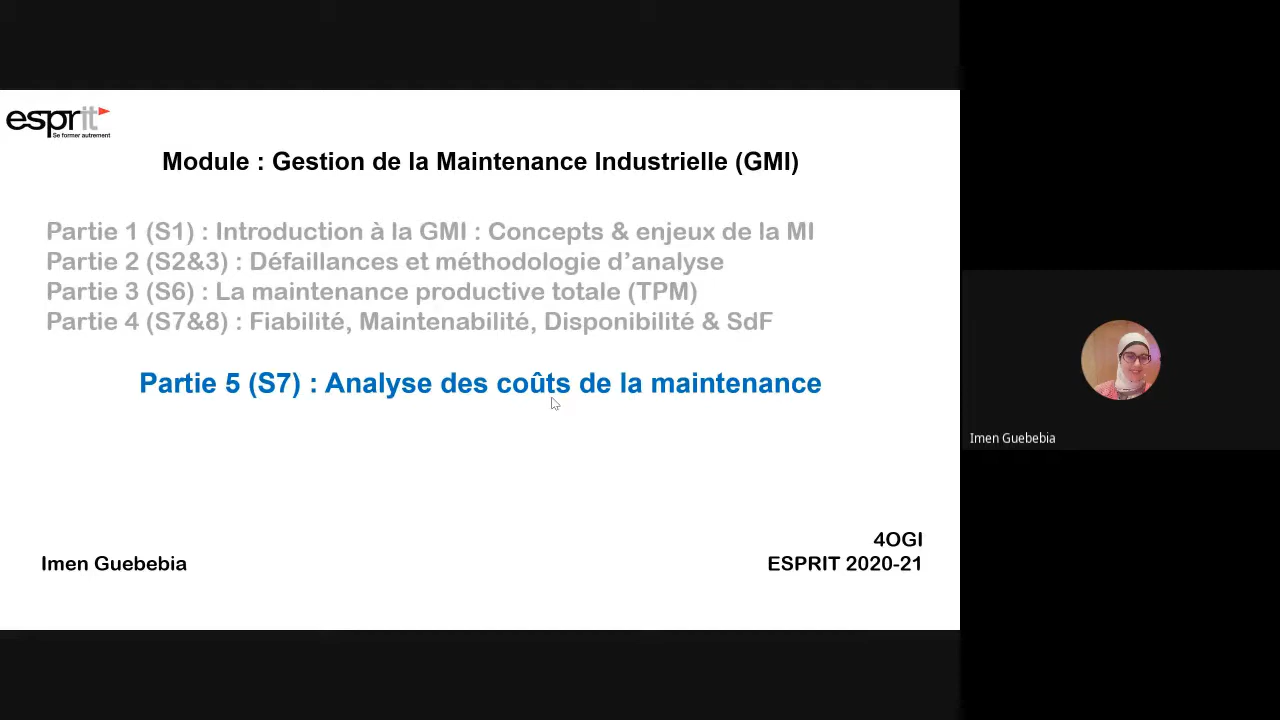 esprit
Se former autrement
Module : Gestion de la Maintenance Industrielle (GMI)
Partie 1 (S1) : Introduction à la GMI : Concepts & enjeux de la MI
Partie 2 (S2&3) : Défaillances et méthodologie d’analyse
Partie 3 (S6) : La maintenance productive totale (TPM)
Partie 4 (S7&8) : Fiabilité, Maintenabilité, Disponibilité & SdF
Partie 5 (S7) : Analyse des coûts de la maintenance
Imen Guebebia
4OGI
Imen Guebebia
ESPRIT 2020-21